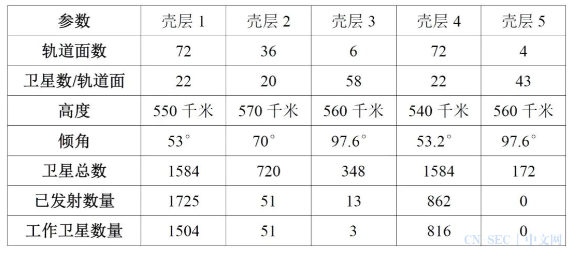 参数 壳层 1 壳层 2 壳层 3 壳层 4 壳层 5
轨道面数 72 36 6 72 4
卫星数/轨道面 22 20 58 22 43
高度 550 千米 570 千米 560 千米 540 千米 560 千米
倾角 53° 70° 97.6° 53.2° 97.6°
卫星总数 1584 720 348 1584 172
已发射数量 1725 51 13 862 0
工作卫星数量 1504 51 3 816 0
CN SEC 中文网